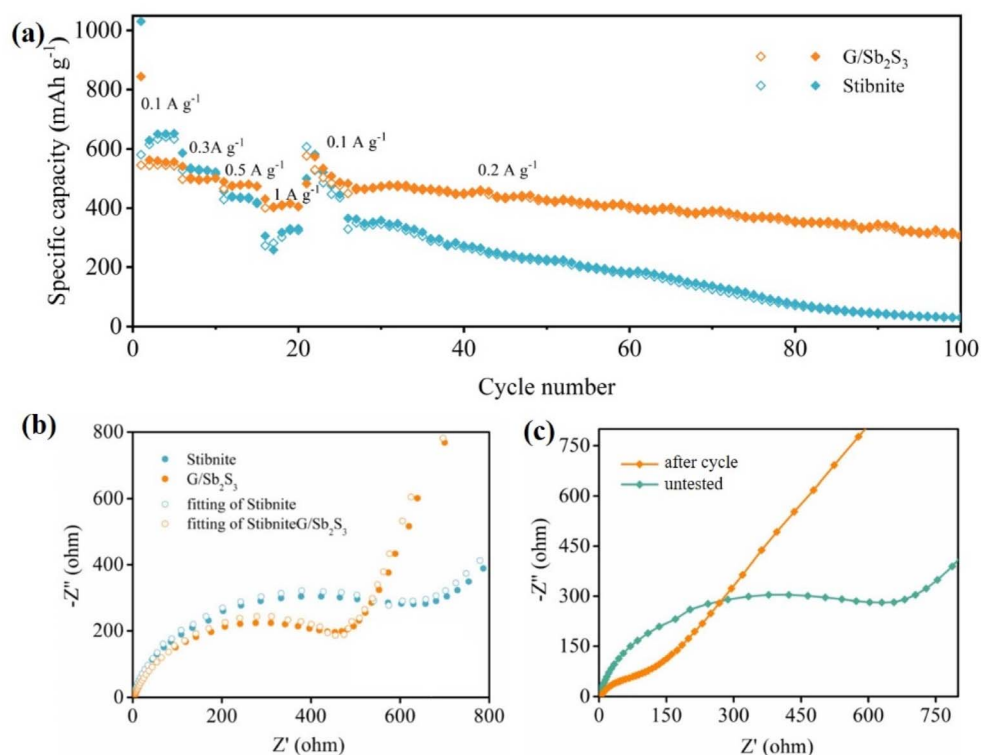 (a)
Specific capacity (mAh g⁻¹)
1000
800
600
400
200
0
0.1 A g⁻¹
0.3A g⁻¹
0.5 A g⁻¹
1 A g⁻¹
0.1 A g⁻¹
0.2 A g⁻¹
G/Sb₂S₃
Stibnite
0 20 40 60 80 100
Cycle number
(b)
-Z'' (ohm)
800
600
400
200
0
Stibnite
G/Sb₂S₃
fitting of Stibnite
fitting of StibniteG/Sb₂S₃
0 200 400 600 800
Z' (ohm)
(c)
-Z'' (ohm)
750
600
450
300
150
0
after cycle
untested
0 150 300 450 600 750
Z' (ohm)